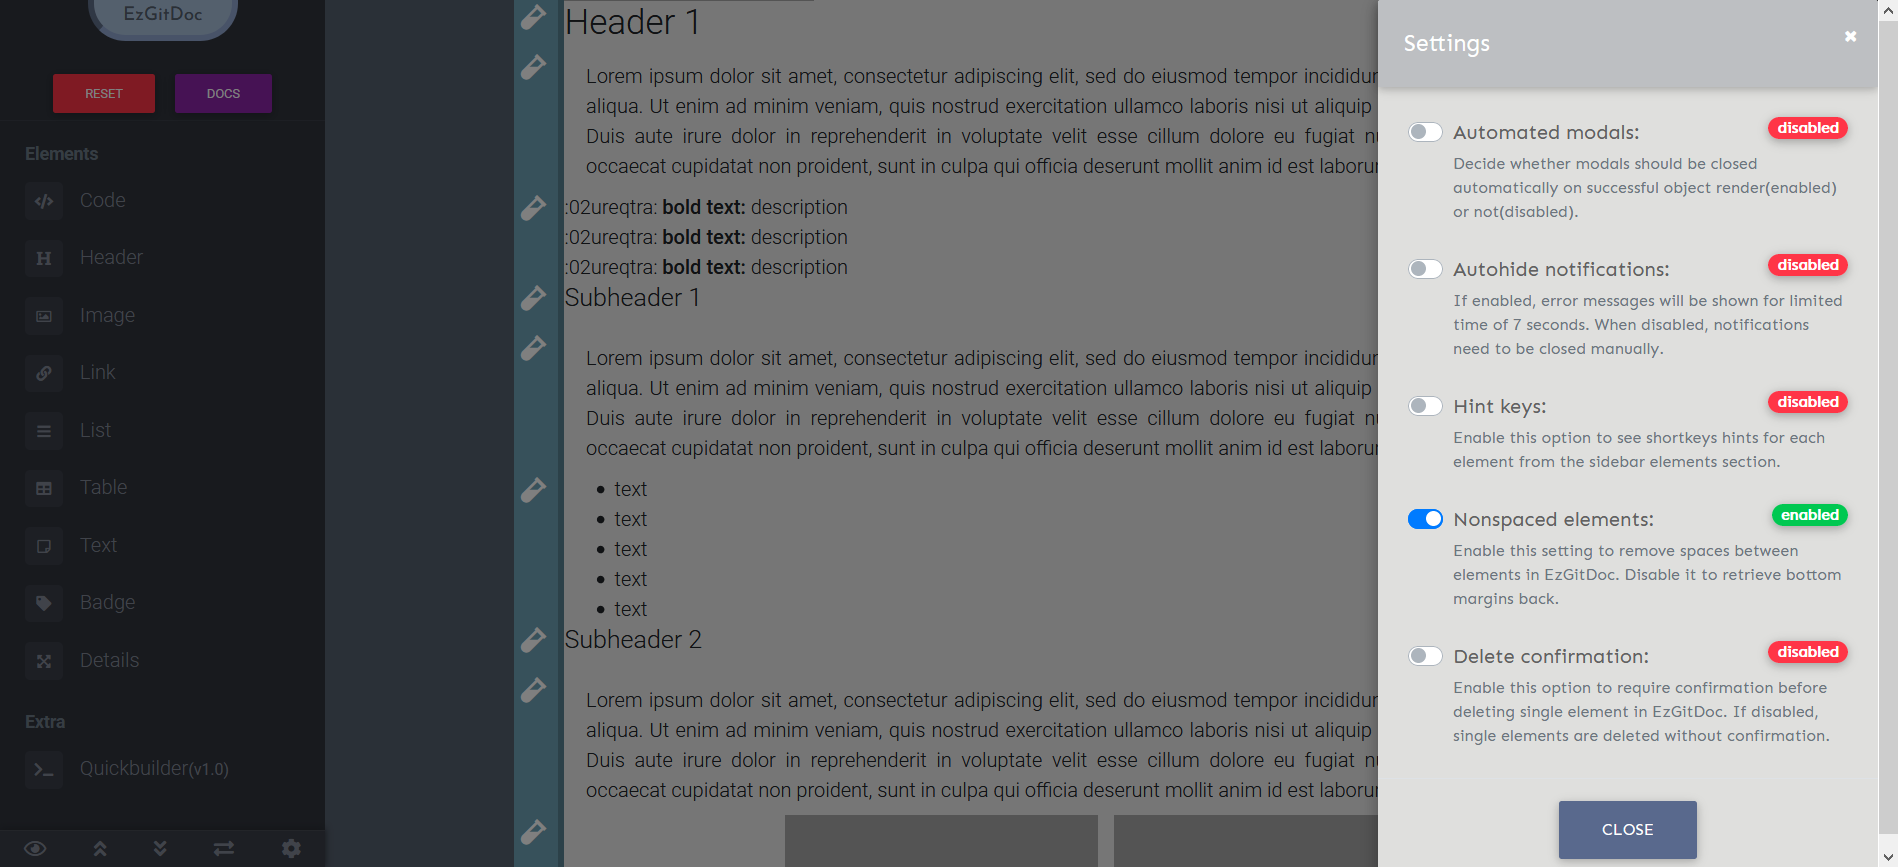 EzGitDoc
RESET
DOCS
Elements
Code
Header
Image
Link
List
Table
Text
Badge
Details
Extra
Quickbuilder(v1.0)
Header 1
Lorem ipsum dolor sit amet, consectetur adipiscing elit, sed do eiusmod tempor incididun
aliqua. Ut enim ad minim veniam, quis nostrud exercitation ullamco laboris nisi ut aliquip
Duis aute irure dolor in reprehenderit in voluptate velit esse cillum dolore eu fugiat nu
occaecat cupidatat non proident, sunt in culpa qui officia deserunt mollit anim id est laborur
:02ureqtra: bold text: description
:02ureqtra: bold text: description
:02ureqtra: bold text: description
Subheader 1
Lorem ipsum dolor sit amet, consectetur adipiscing elit, sed do eiusmod tempor incididun
aliqua. Ut enim ad minim veniam, quis nostrud exercitation ullamco laboris nisi ut aliquip
Duis aute irure dolor in reprehenderit in voluptate velit esse cillum dolore eu fugiat nu
occaecat cupidatat non proident, sunt in culpa qui officia deserunt mollit anim id est laborur
• text
• text
• text
• text
• text
Subheader 2
Lorem ipsum dolor sit amet, consectetur adipiscing elit, sed do eiusmod tempor incididun
aliqua. Ut enim ad minim veniam, quis nostrud exercitation ullamco laboris nisi ut aliquip
Duis aute irure dolor in reprehenderit in voluptate velit esse cillum dolore eu fugiat nu
occaecat cupidatat non proident, sunt in culpa qui officia deserunt mollit anim id est laborur
Settings
Automated modals: disabled
Decide whether modals should be closed
automatically on successful object render(enabled)
or not(disabled).
Autohide notifications: disabled
If enabled, error messages will be shown for limited
time of 7 seconds. When disabled, notifications
need to be closed manually.
Hint keys: disabled
Enable this option to see shortkeys hints for each
element from the sidebar elements section.
Nonspaced elements: enabled
Enable this setting to remove spaces between
elements in EzGitDoc. Disable it to retrieve bottom
margins back.
Delete confirmation: disabled
Enable this option to require confirmation before
deleting single element in EzGitDoc. If disabled,
single elements are deleted without confirmation.
CLOSE